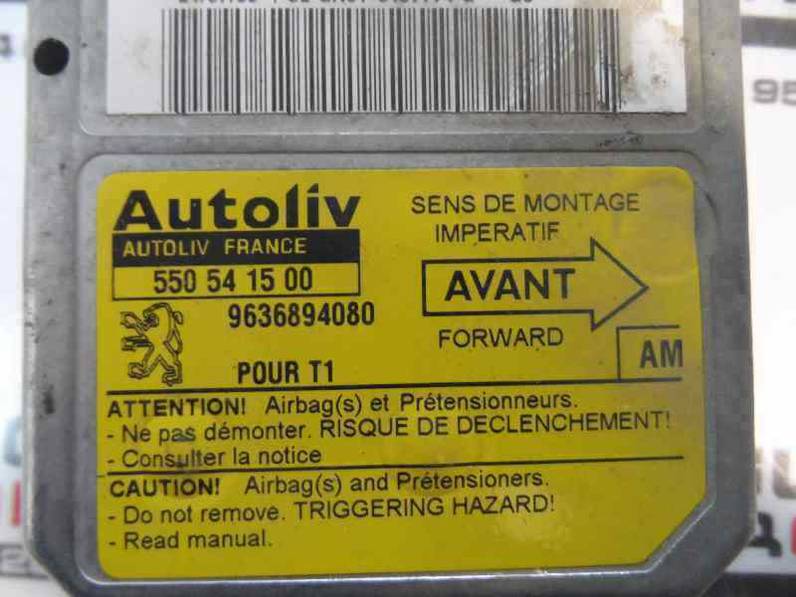 Autoliv
AUTOLIV FRANCE
550 54 15 00
9636894080
POUR T1
SENS DE MONTAGE
IMPERATIF
AVANT
FORWARD
AM
ATTENTION! Airbag(s) et Prétensionneurs.
- Ne pas démonter. RISQUE DE DECLENCHEMENT!
- Consulter la notice
CAUTION! Airbag(s) and Prétensioners.
- Do not remove. TRIGGERING HAZARD!
- Read manual.
95